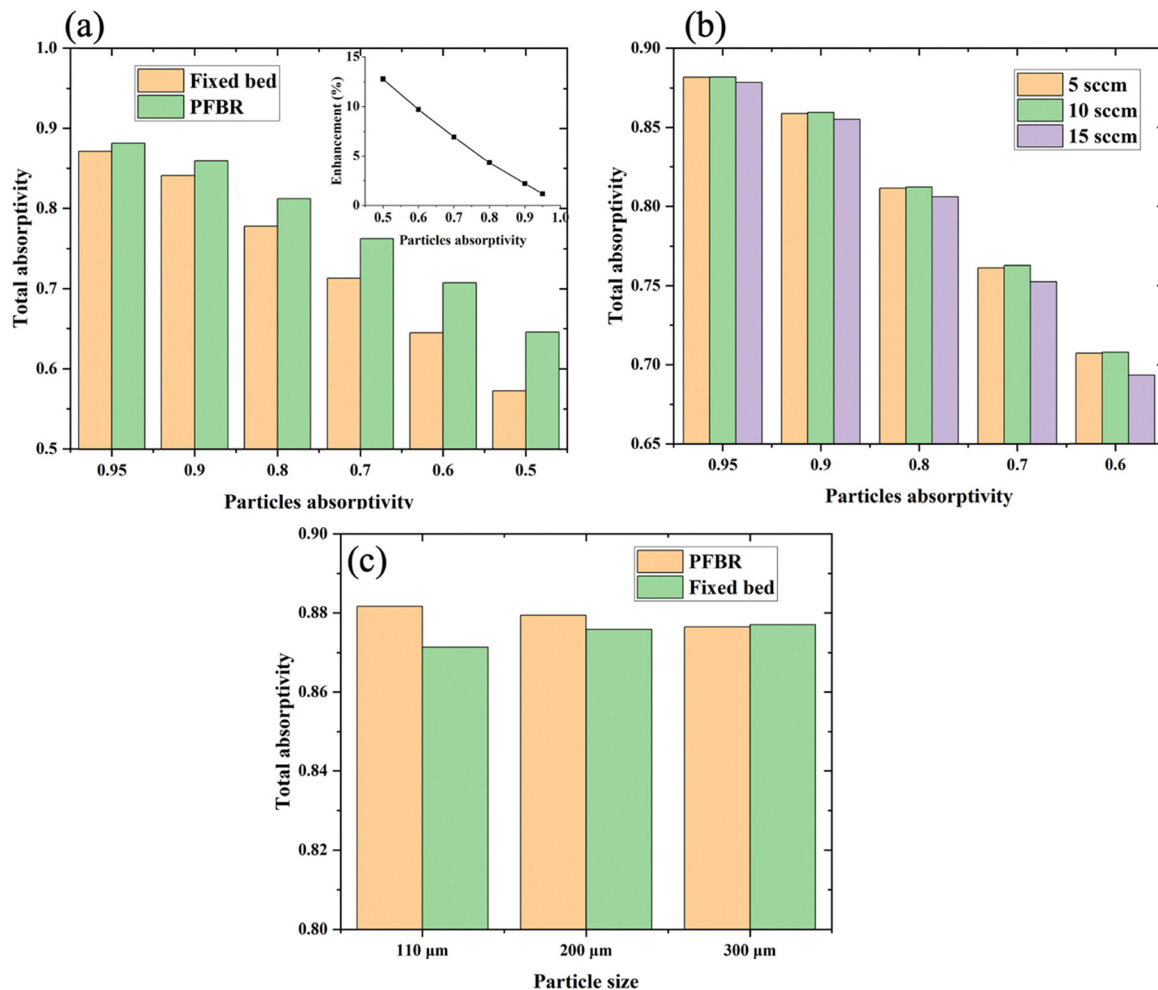 (a)
1.0
0.9
0.8
0.7
0.6
0.5
Total absorptivity
Fixed bed
PFBR
15
10
5
0
Enhancement (%)
0.5 0.6 0.7 0.8 0.9 1.0
Particles absorptivity
0.95 0.9 0.8 0.7 0.6 0.5
Particles absorptivity
(b)
0.90
0.85
0.80
0.75
0.70
0.65
Total absorptivity
5 sccm
10 sccm
15 sccm
0.95 0.9 0.8 0.7 0.6
Particles absorptivity
(c)
0.90
0.88
0.86
0.84
0.82
0.80
Total absorptivity
PFBR
Fixed bed
110 μm 200 μm 300 μm
Particle size